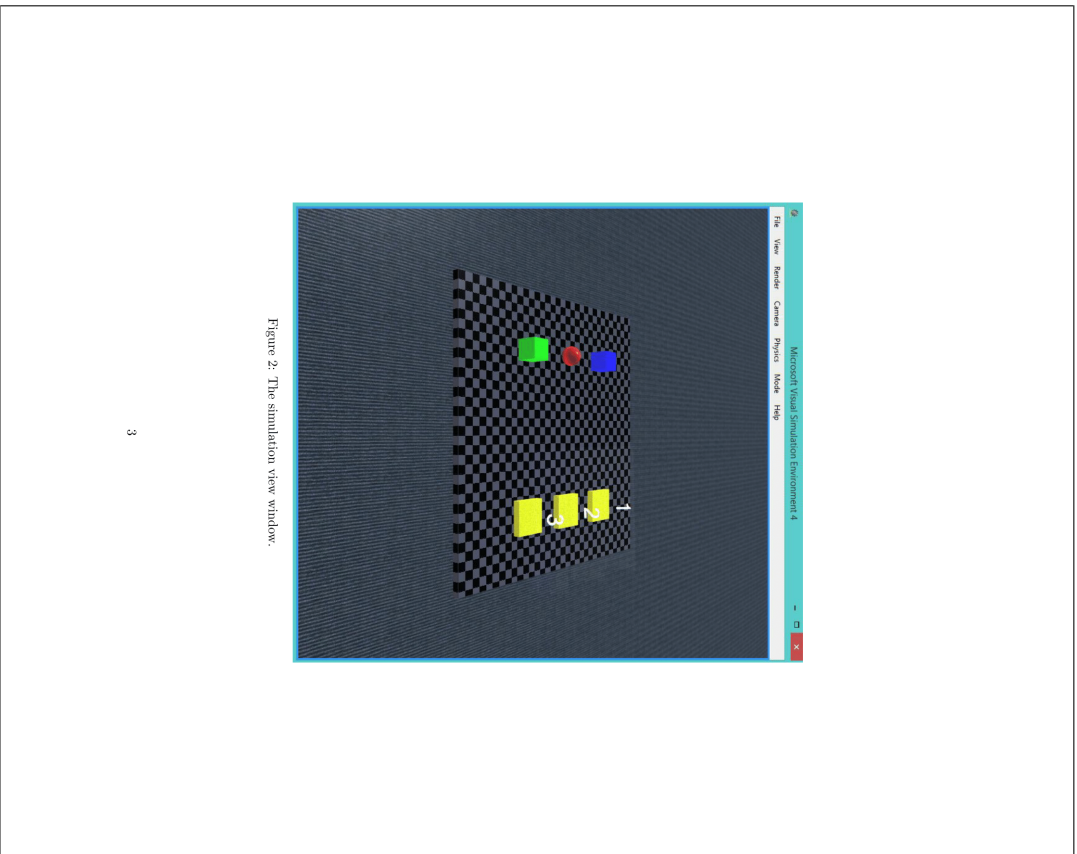 Microsoft Visual Simulation Environment 4
File View Render Camera Physics Mode Help
1
2
3
Figure 2: The simulation view window.
3